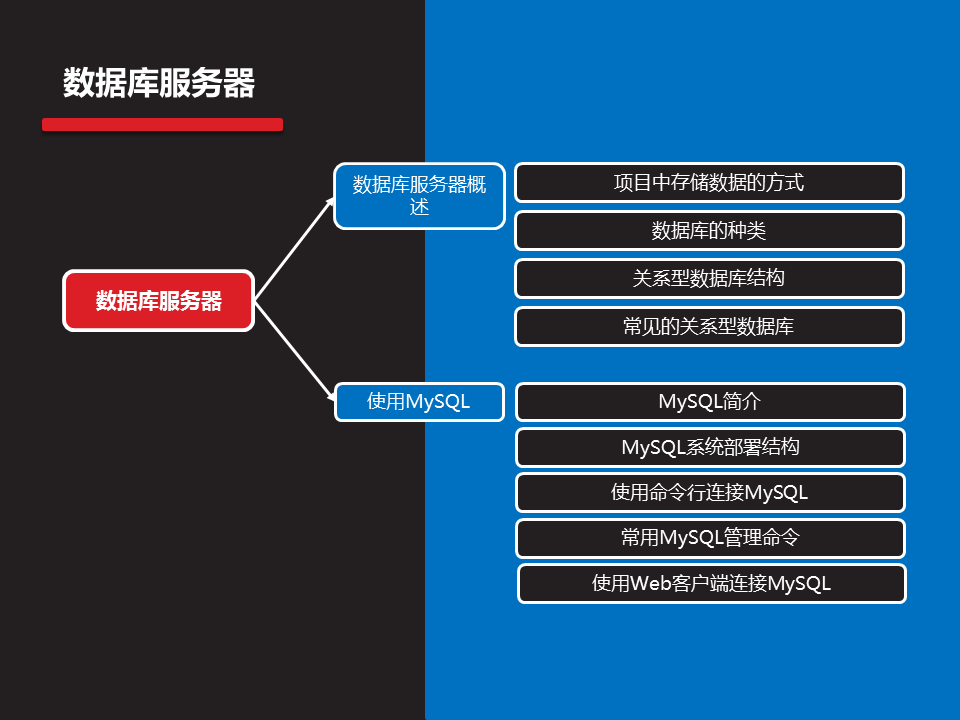 数据库服务器
数据库服务器概
述
项目中存储数据的方式
数据库的种类
关系型数据库结构
常见的关系型数据库
数据库服务器
使用MySQL
MySQL简介
MySQL系统部署结构
使用命令行连接MySQL
常用MySQL管理命令
使用Web客户端连接MySQL